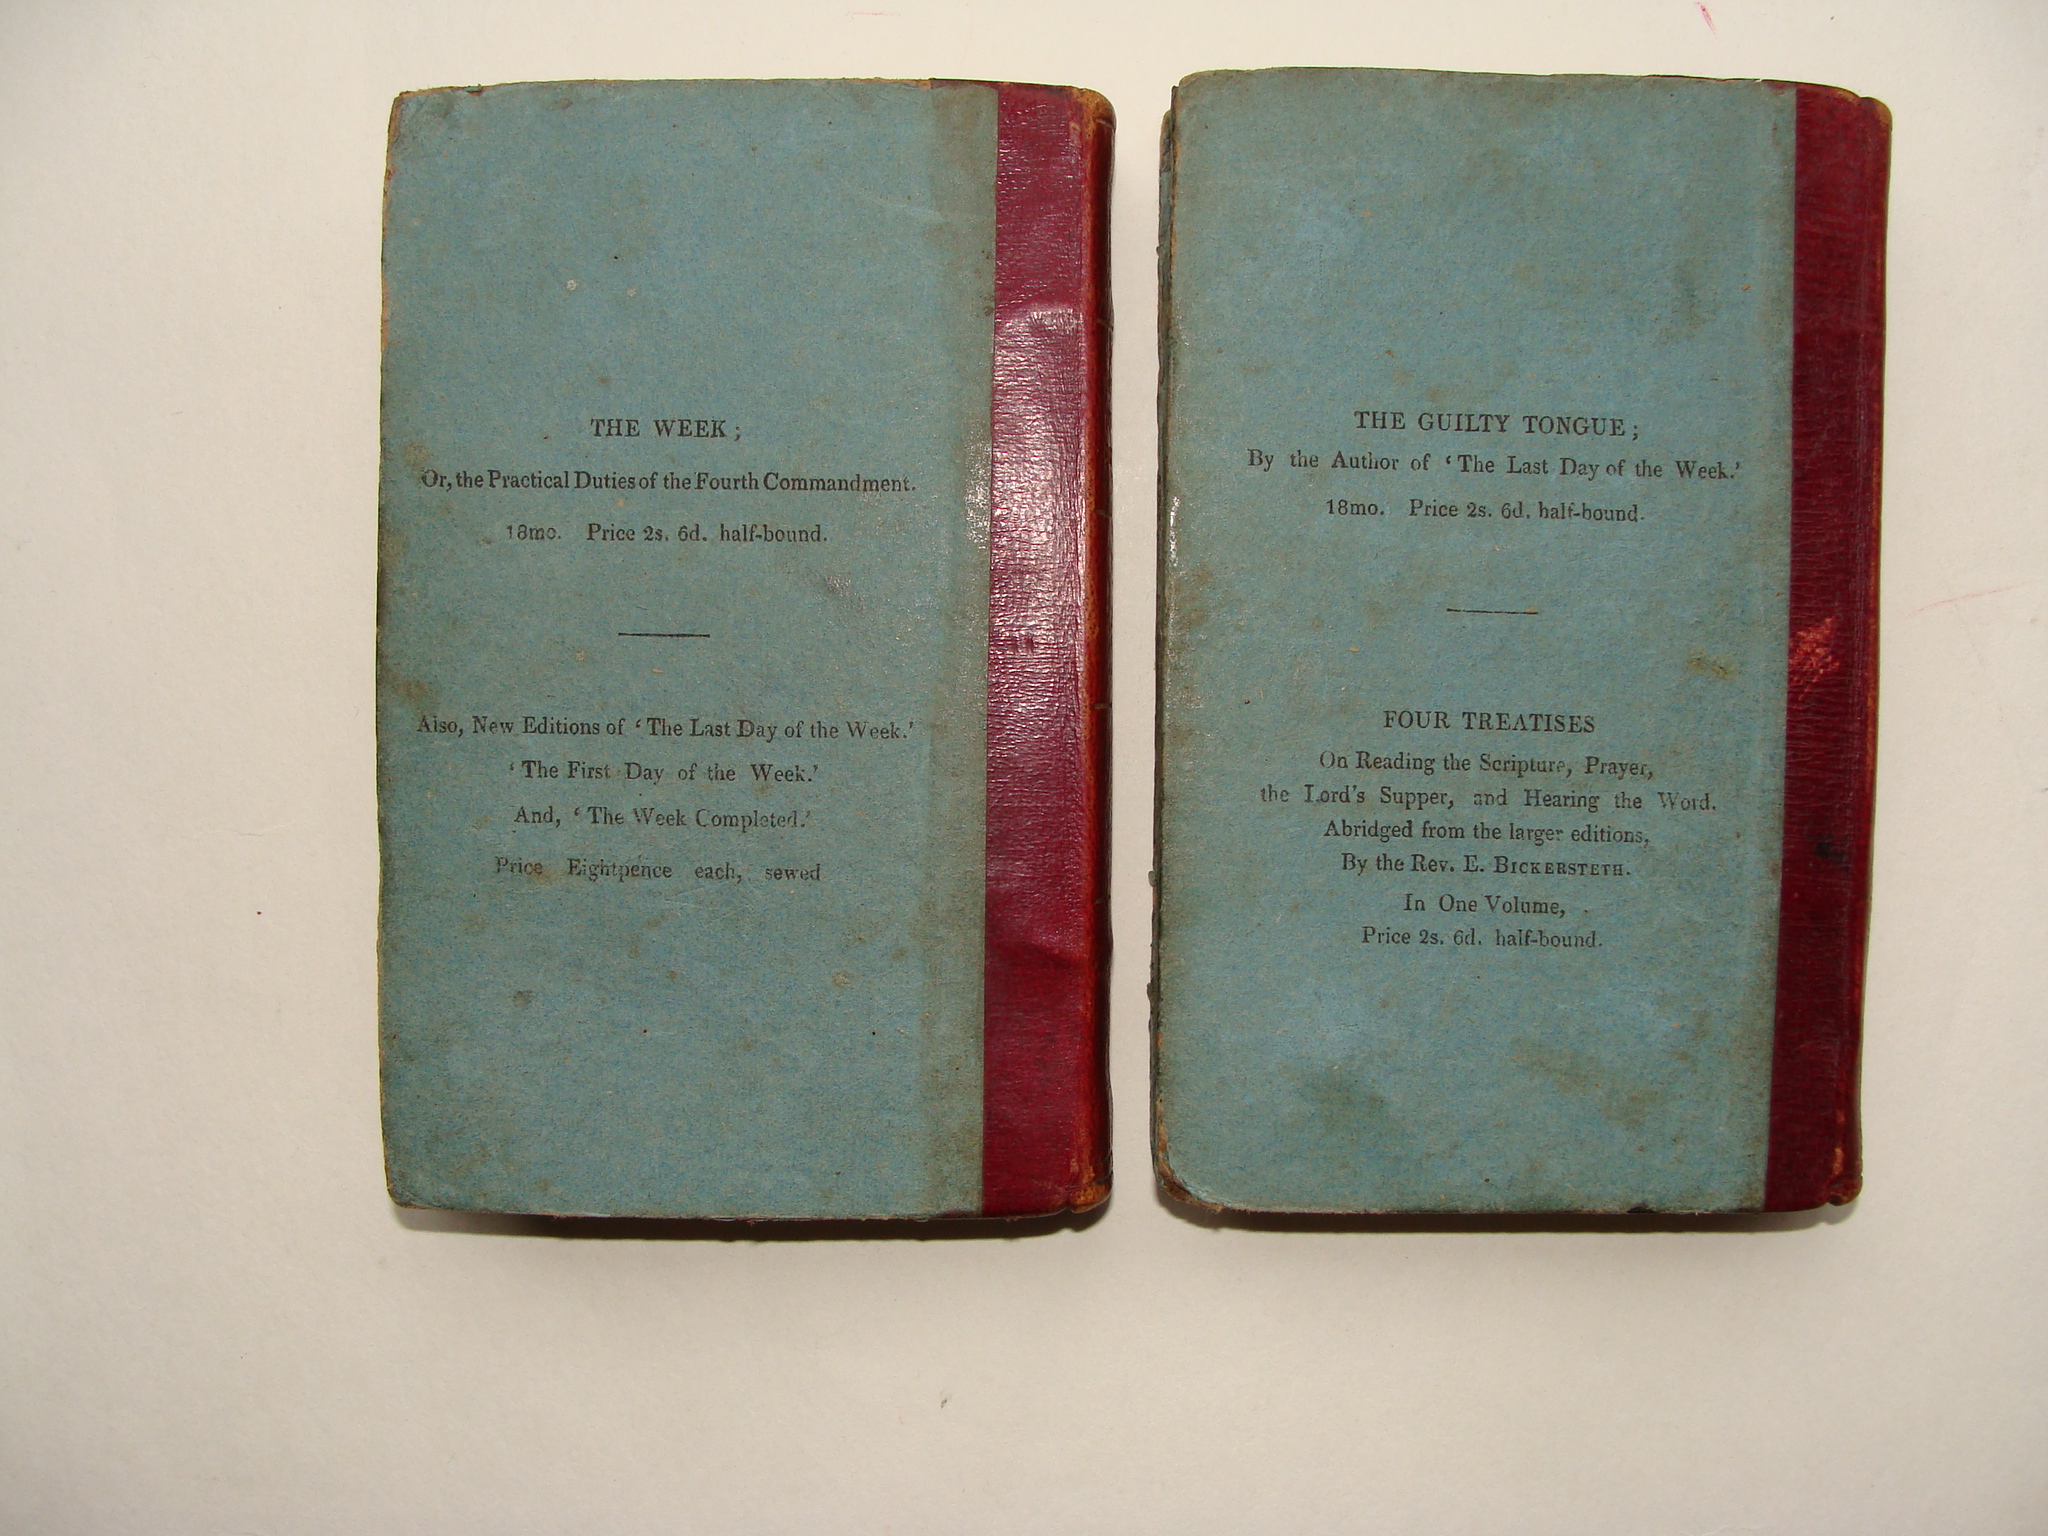 THE WEEK;
Or, the Practical Duties of the Fourth Commandment.
18mo. Price 2s. 6d. half-bound.
Also, New Editions of ‘The Last Day of the Week.’
‘The First Day of the Week.’
And, ‘The Week Completed.’
Price Eightpence each, sewed
THE GUILTY TONGUE;
By the Author of ‘The Last Day of the Week.’
18mo. Price 2s. 6d. half-bound.
FOUR TREATISES
On Reading the Scripture, Prayer,
the Lord's Supper, and Hearing the Word.
Abridged from the larger editions,
By the Rev. E. BICKERSTETH.
In One Volume,
Price 2s. 6d. half-bound.